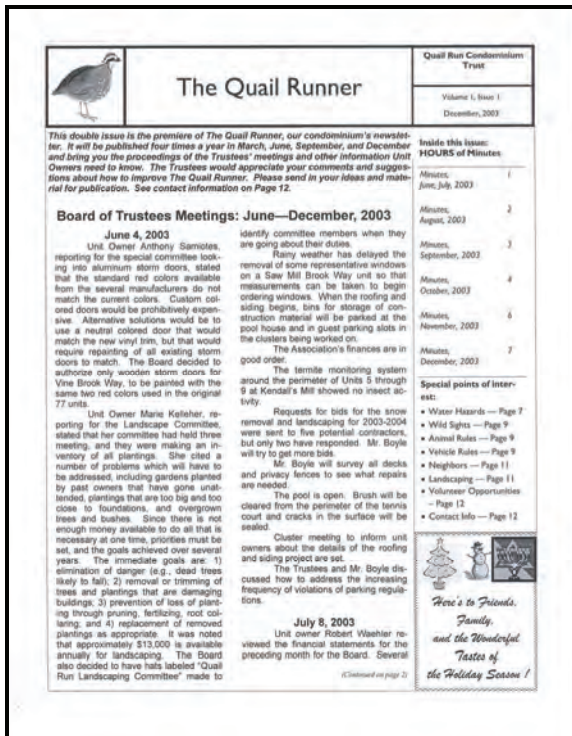 The Quail Runner
Quail Run Condominium
Trust
Volume 1, Issue 1
December, 2003
This double issue is the premiere of The Quail Runner, our condominium's newslet-
ter. It will be published four times a year in March, June, September, and December
and bring you the proceedings of the Trustees' meetings and other information Unit
Owners need to know. The Trustees would appreciate your comments and sugges-
tions about how to improve The Quail Runner. Please send in your ideas and mate-
rial for publication. See contact information on Page 12.
Board of Trustees Meetings: June—December, 2003
June 4, 2003
Unit Owner Anthony Samiotes,
reporting for the special committee look-
ing into aluminum storm doors, stated
that the standard red colors available
from the several manufacturers do not
match the current colors. Custom col-
ored doors would be prohibitively expen-
sive. Alternative solutions would be to
use a neutral colored door that would
match the new vinyl trim, but that would
require repainting of all existing storm
doors to match. The Board decided to
authorize only wooden storm doors for
Vine Brook Way, to be painted with the
same two red colors used in the original
77 units.
Unit Owner Marie Kelleher, re-
porting for the Landscape Committee,
stated that her committee had held three
meeting, and they were making an in-
ventory of all plantings. She cited a
number of problems which will have to
be addressed, including gardens planted
by past owners that have gone unat-
tended, plantings that are too big and too
close to foundations, and overgrown
trees and bushes. Since there is not
enough money available to do all that is
necessary at one time, priorities must be
set, and the goals achieved over several
years. The immediate goals are: 1)
elimination of danger (e.g., dead trees
likely to fall); 2) removal or trimming of
trees and plantings that are damaging
buildings; 3) prevention of loss of plant-
ing through pruning, fertilizing, root col-
laring; and 4) replacement of removed
plantings as appropriate. It was noted
that approximately $13,000 is available
annually for landscaping. The Board
also decided to have hats labeled "Quail
Run Landscaping Committee" made to
identify committee members when they
are going about their duties.
Rainy weather has delayed the
removal of some representative windows
on a Saw Mill Brook Way unit so that
measurements can be taken to begin
ordering windows. When the roofing and
siding begins, bins for storage of con-
struction material will be parked at the
pool house and in guest parking slots in
the clusters being worked on.
The Association's finances are in
good order.
The termite monitoring system
around the perimeter of Units 5 through
9 at Kendall's Mill showed no insect ac-
tivity.
Requests for bids for the snow
removal and landscaping for 2003-2004
were sent to five potential contractors,
but only two have responded. Mr. Boyle
will try to get more bids.
Mr. Boyle will survey all decks
and privacy fences to see what repairs
are needed.
The pool is open. Brush will be
cleared from the perimeter of the tennis
court and cracks in the surface will be
sealed.
Cluster meeting to inform unit
owners about the details of the roofing
and siding project are set.
The Trustees and Mr. Boyle dis-
cussed how to address the increasing
frequency of violations of parking regula-
tions.
July 8, 2003
Unit owner Robert Waehler re-
viewed the financial statements for the
preceding month for the Board. Several
(Continued on page 2)
Inside this issue:
HOURS of Minutes
Minutes, 1
June, July, 2003
Minutes, 2
August, 2003
Minutes, 3
September, 2003
Minutes, 4
October, 2003
Minutes, 6
November, 2003
Minutes, 7
December, 2003
Special points of inter-
est:
• Water Hazards — Page 7
• Wild Sights — Page 9
• Animal Rules — Page 9
• Vehicle Rules — Page 9
• Neighbors — Page 11
• Landscaping — Page 11
• Volunteer Opportunities
– Page 12
• Contact Info — Page 12
Here's to Friends,
Family,
and the Wonderful
Tastes of
the Holiday Season !